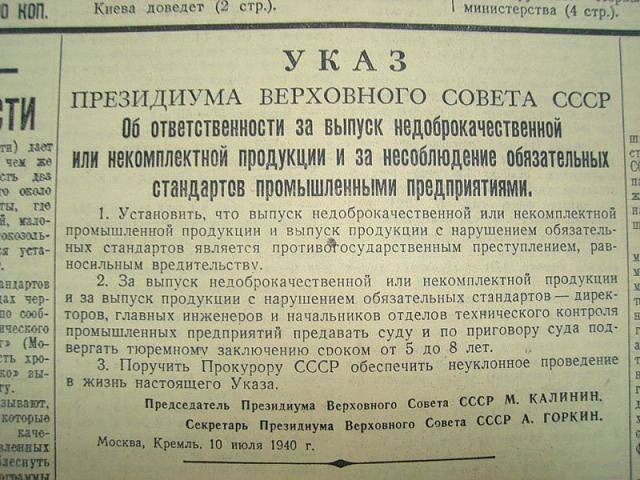 КОП.
Киева доведет (2 стр.).
министерства (4 стр.).
УКАЗ
ПРЕЗИДИУМА ВЕРХОВНОГО СОВЕТА СССР
Об ответственности за выпуск недоброкачественной
или некомплектной продукции и за несоблюдение обязательных
стандартов промышленными предприятиями.
1. Установить, что выпуск недоброкачественной или некомплектной
промышленной продукции и выпуск продукции с нарушением обязатель-
ных стандартов является противогосударственным преступлением, рав-
носильным вредительству.
2. За выпуск недоброкачественной или некомплектной продукции
и за выпуск продукции с нарушением обязательных стандартов — дирек-
торов, главных инженеров и начальников отделов технического контроля
промышленных предприятий предавать суду и по приговору суда под-
вергать тюремному заключению сроком от 5 до 8 лет.
3. Поручить Прокурору СССР обеспечить неуклонное проведение
в жизнь настоящего Указа.
Председатель Президиума Верховного Совета СССР М. КАЛИНИН.
Секретарь Президиума Верховного Совета СССР А. ГОРКИН.
Москва, Кремль. 10 июля 1940 г.